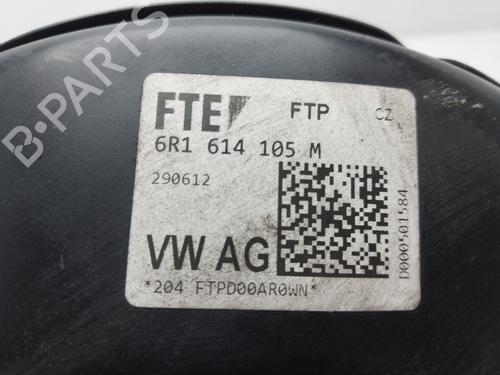 FTE FTP CZ
6R1 614 105 M
290612
VW AG
D000501584
*204 FTPD00AR0WN*
B-PARTS